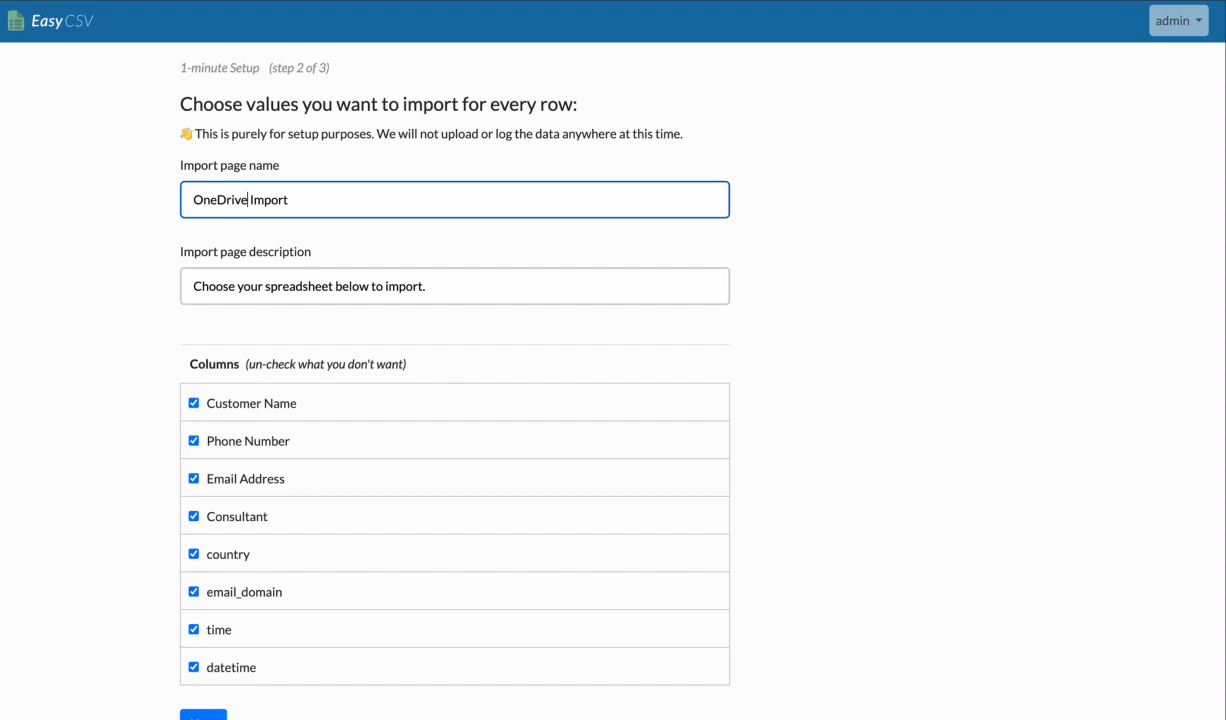 EasyCSV
admin
1-minute Setup (step 2 of 3)
Choose values you want to import for every row:
👋 This is purely for setup purposes. We will not upload or log the data anywhere at this time.
Import page name
OneDrive Import
Import page description
Choose your spreadsheet below to import.
Columns (un-check what you don't want)
Customer Name
Phone Number
Email Address
Consultant
country
email_domain
time
datetime